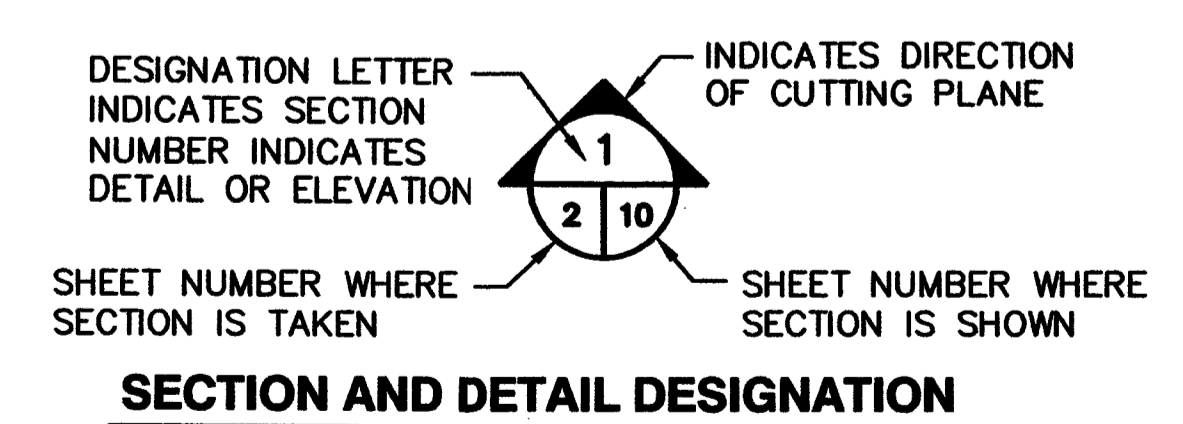 DESIGNATION LETTER
INDICATES SECTION
NUMBER INDICATES
DETAIL OR ELEVATION
INDICATES DIRECTION
OF CUTTING PLANE
1
2 10
SHEET NUMBER WHERE
SECTION IS TAKEN
SHEET NUMBER WHERE
SECTION IS SHOWN
SECTION AND DETAIL DESIGNATION